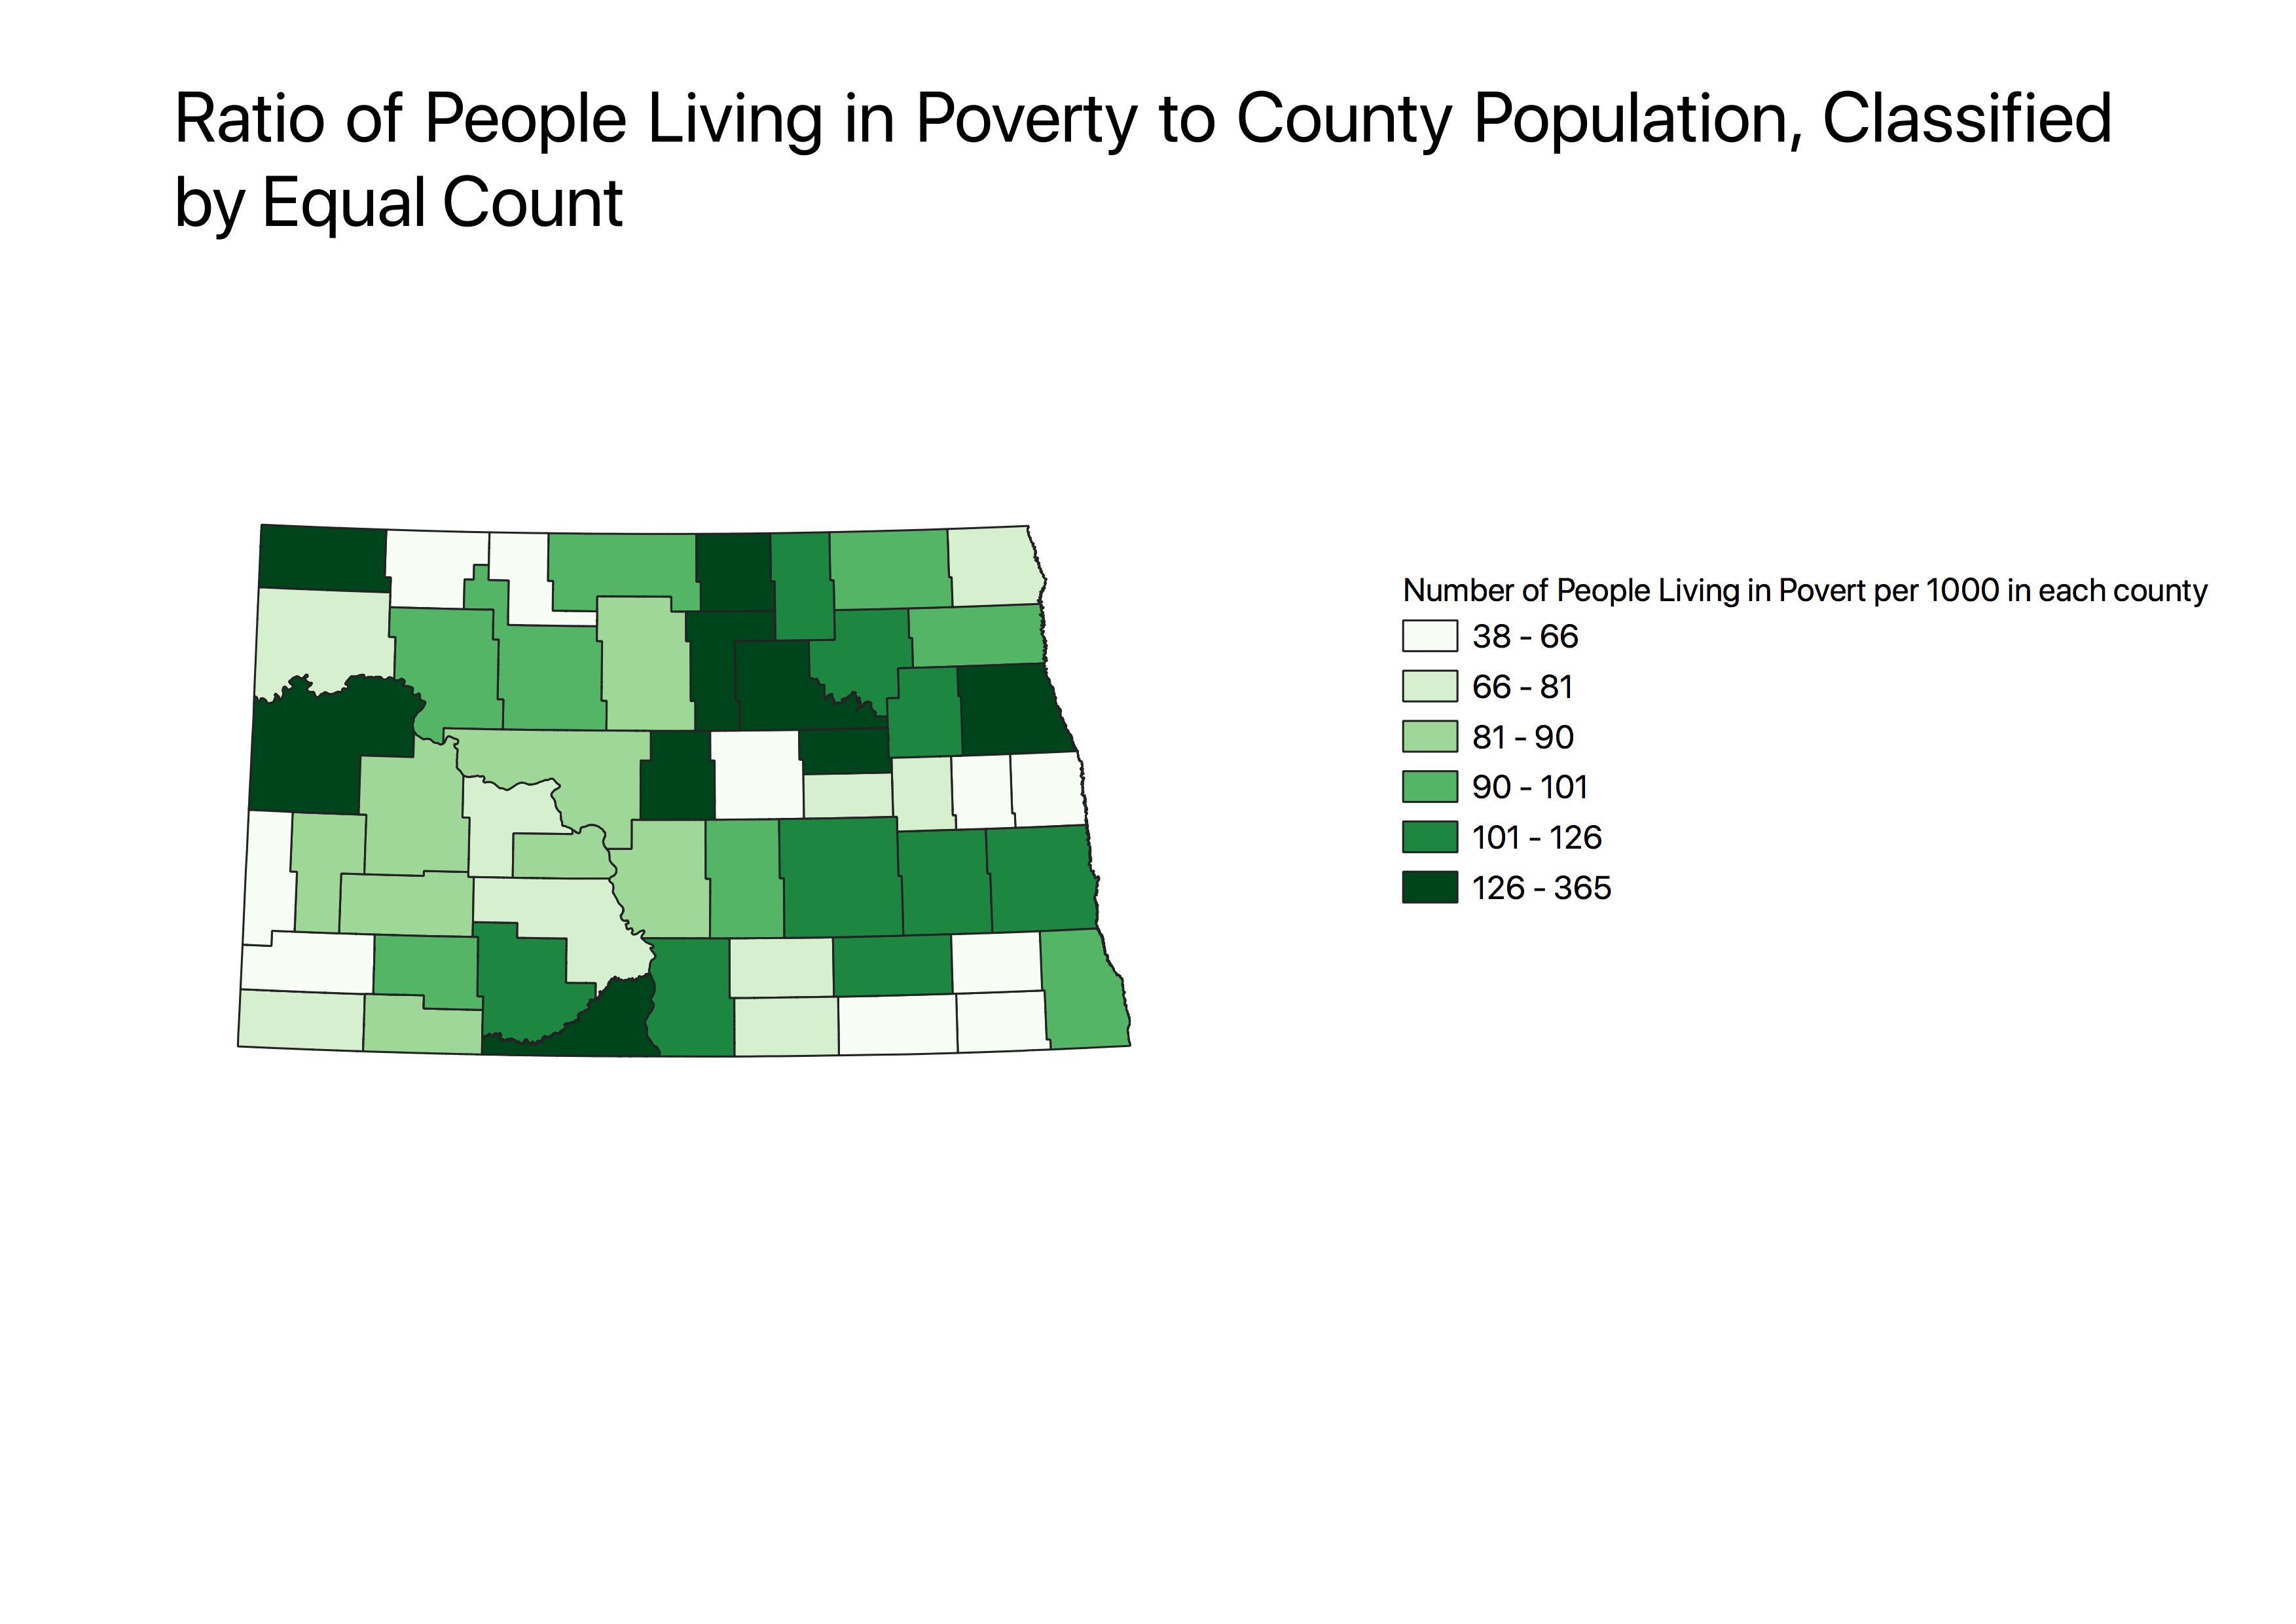 Ratio of People Living in Poverty to County Population, Classified
by Equal Count
Number of People Living in Povert per 1000 in each county
38 - 66
66 - 81
81 - 90
90 - 101
101 - 126
126 - 365